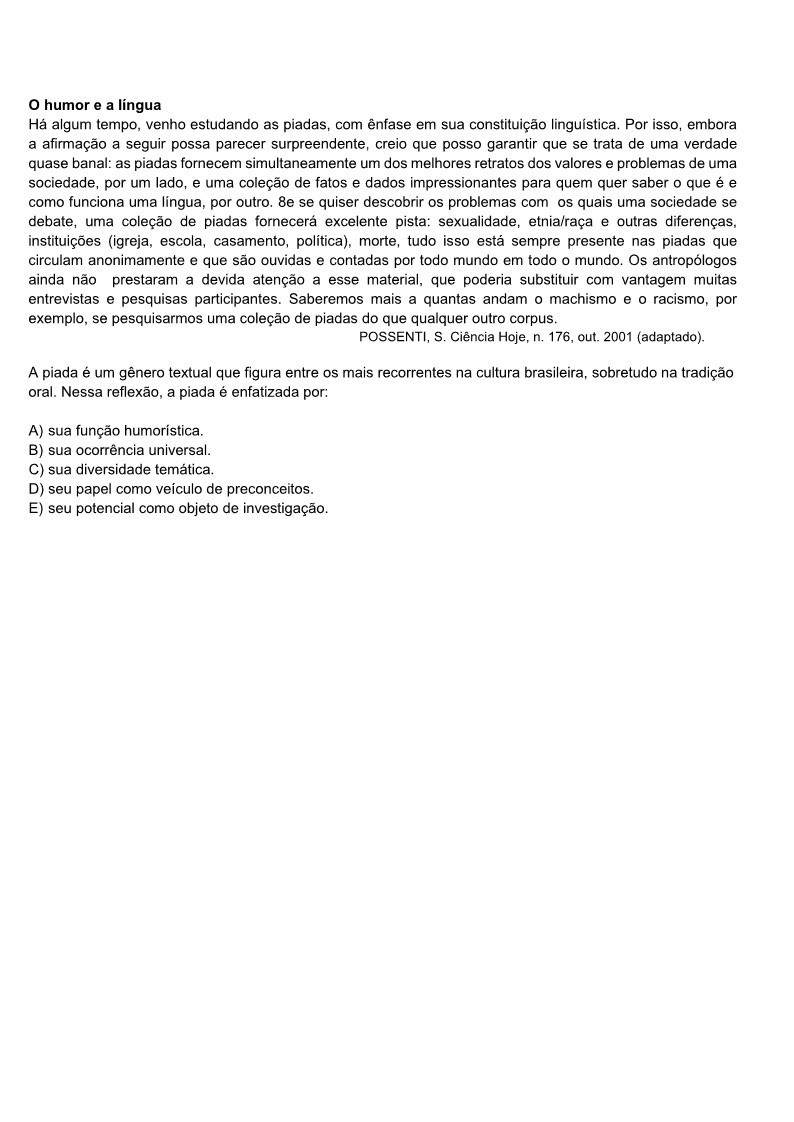 O humor e a língua
Há algum tempo, venho estudando as piadas, com ênfase em sua constituição linguística. Por isso, embora
a afirmação a seguir possa parecer surpreendente, creio que posso garantir que se trata de uma verdade
quase banal: as piadas fornecem simultaneamente um dos melhores retratos dos valores e problemas de uma
sociedade, por um lado, e uma coleção de fatos e dados impressionantes para quem quer saber o que é e
como funciona uma língua, por outro. 8e se quiser descobrir os problemas com os quais uma sociedade se
debate, uma coleção de piadas fornecerá excelente pista: sexualidade, etnia/raça e outras diferenças,
instituições (igreja, escola, casamento, política), morte, tudo isso está sempre presente nas piadas que
circulam anonimamente e que são ouvidas e contadas por todo mundo em todo o mundo. Os antropólogos
ainda não prestaram a devida atenção a esse material, que poderia substituir com vantagem muitas
entrevistas e pesquisas participantes. Saberemos mais a quantas andam o machismo e o racismo, por
exemplo, se pesquisarmos uma coleção de piadas do que qualquer outro corpus.
POSSENTI, S. Ciência Hoje, n. 176, out. 2001 (adaptado).
A piada é um gênero textual que figura entre os mais recorrentes na cultura brasileira, sobretudo na tradição
oral. Nessa reflexão, a piada é enfatizada por:
A) sua função humorística.
B) sua ocorrência universal.
C) sua diversidade temática.
D) seu papel como veículo de preconceitos.
E) seu potencial como objeto de investigação.